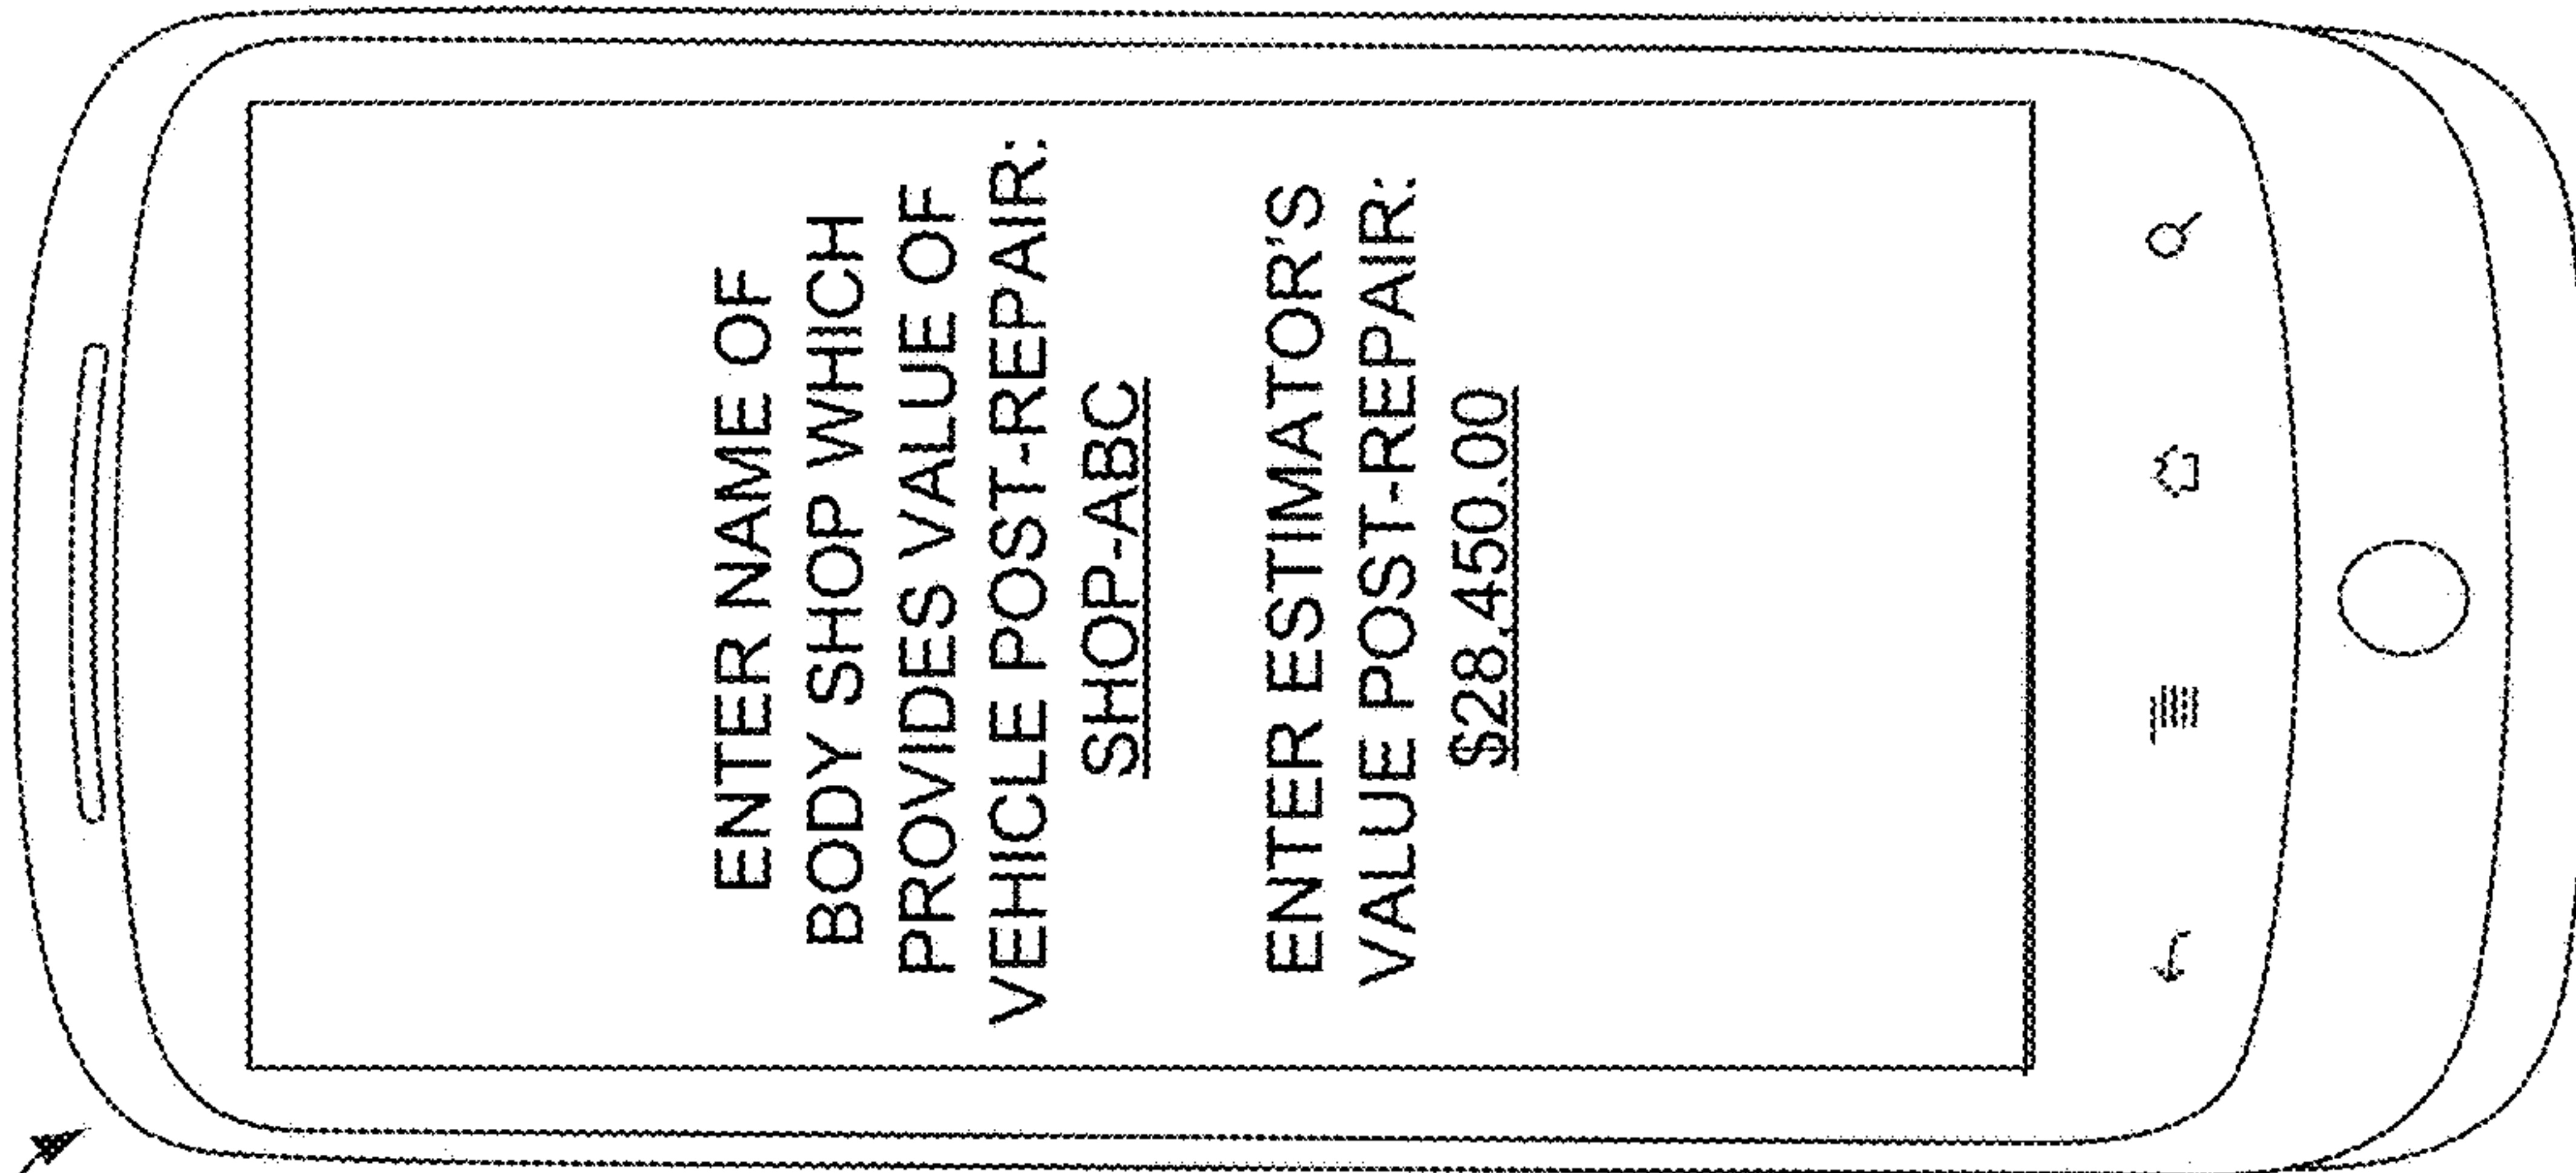 ENTER NAME OF
BODY SHOP WHICH
PROVIDES VALUE OF
VEHICLE POST-REPAIR:
SHOP-ABC
ENTER ESTIMATOR'S
VALUE POST-REPAIR:
$28,450.00